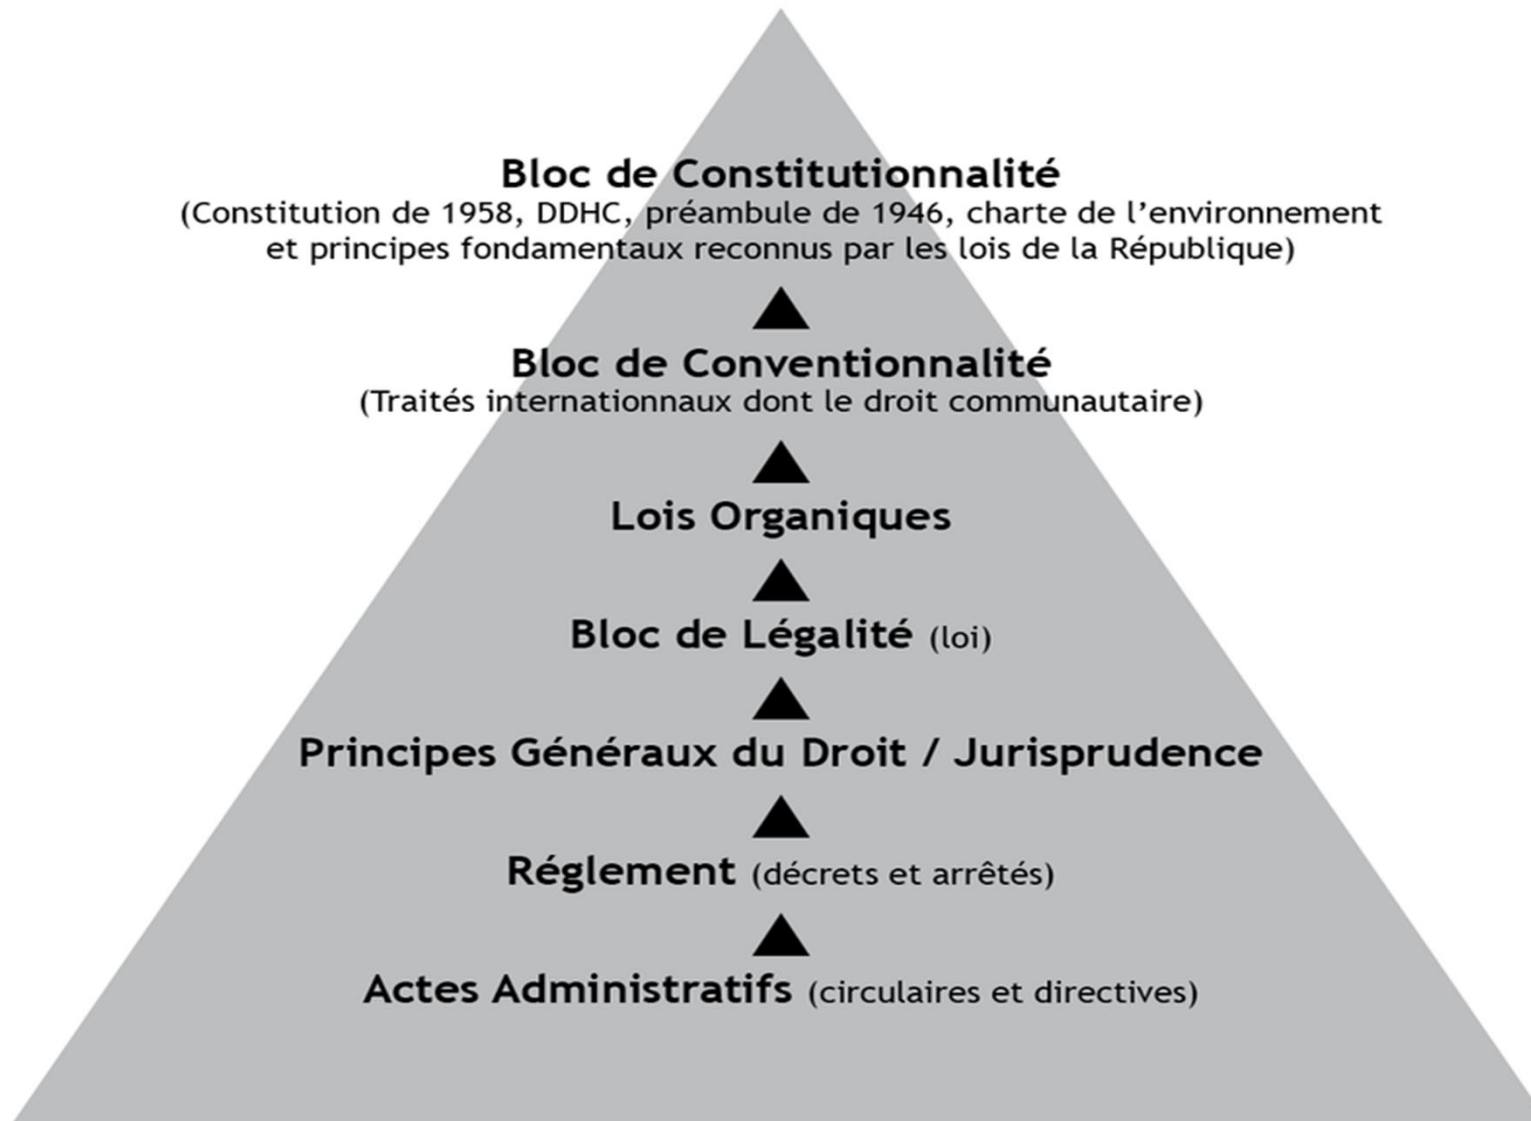 Bloc de Constitutionnalité
(Constitution de 1958, DDHC, préambule de 1946, charte de l’environnement
et principes fondamentaux reconnus par les lois de la République)
Bloc de Conventionnalité
(Traités internationnaux dont le droit communautaire)
Lois Organiques
Bloc de Légalité (loi)
Principes Généraux du Droit / Jurisprudence
Réglement (décrets et arrêtés)
Actes Administratifs (circulaires et directives)